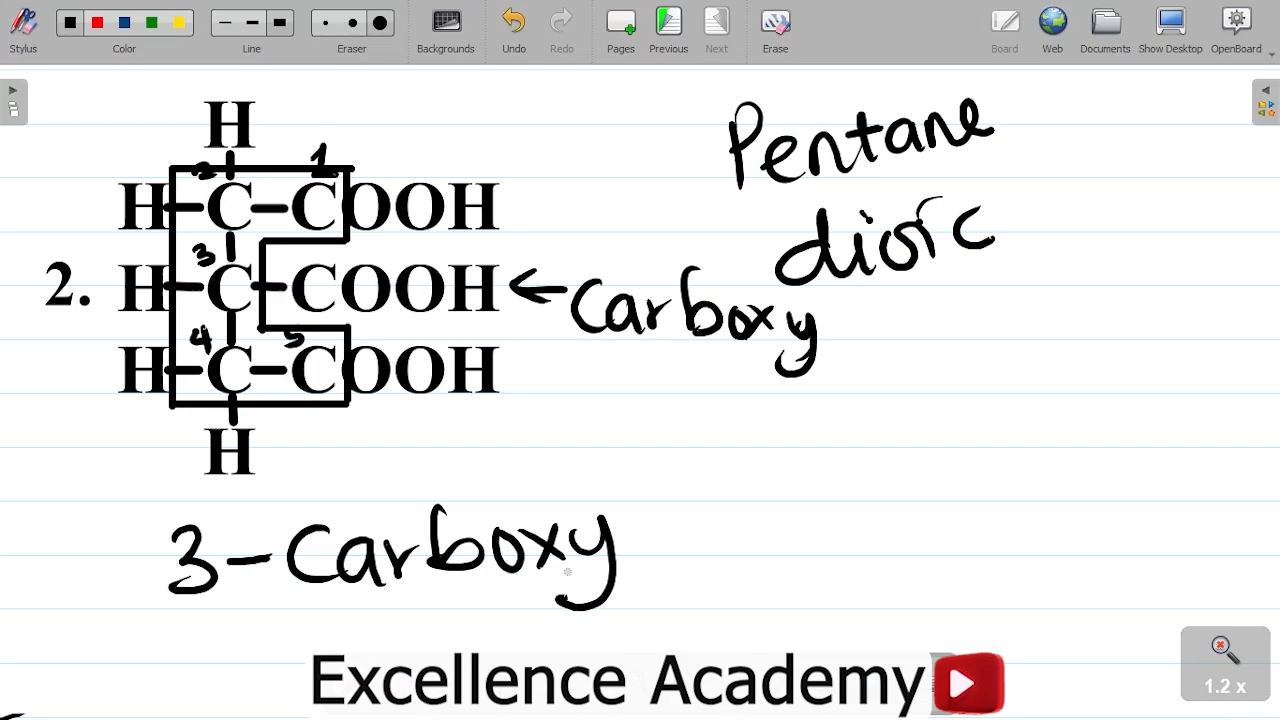 Stylus Color Line Eraser Backgrounds Undo Redo Pages Previous Next Erase Board Web Documents Show Desktop OpenBoard
H
2 1
H-C-COOH
3
2. H-C-COOH ← Carboxy
4 5
H-C-COOH
H
Pentane
dioic
3-Carboxy
Excellence Academy
1.2 x